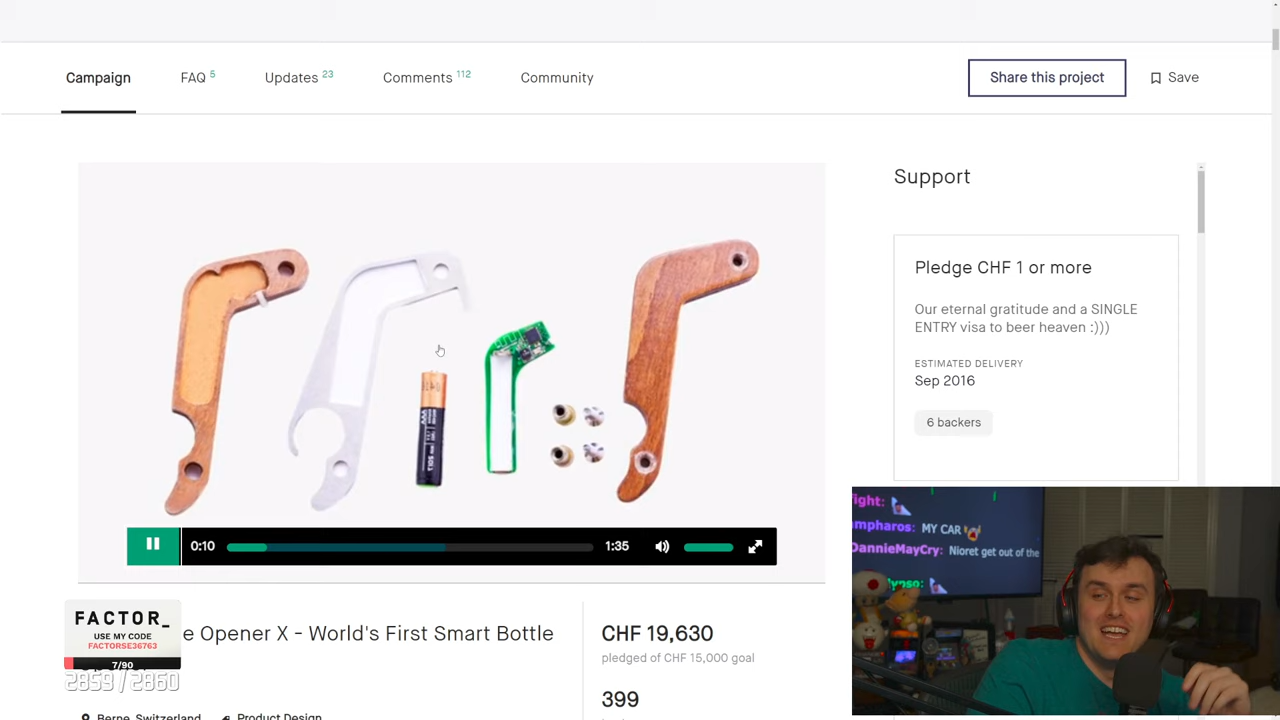 Campaign
FAQ 5
Updates 23
Comments 112
Community
Share this project
Save
Support
Pledge CHF 1 or more
Our eternal gratitude and a SINGLE
ENTRY visa to beer heaven :)))
ESTIMATED DELIVERY
Sep 2016
6 backers
0:10
1:35
FACTOR_
USE MY CODE
FACTORSE36763
7/90
2859 / 2860
e Opener X - World's First Smart Bottle
CHF 19,630
pledged of CHF 15,000 goal
399
Berne, Switzerland
Product Design
ight:
mpharos: MY CAR
DannieMayCry: Nioret get out of the
ypso: